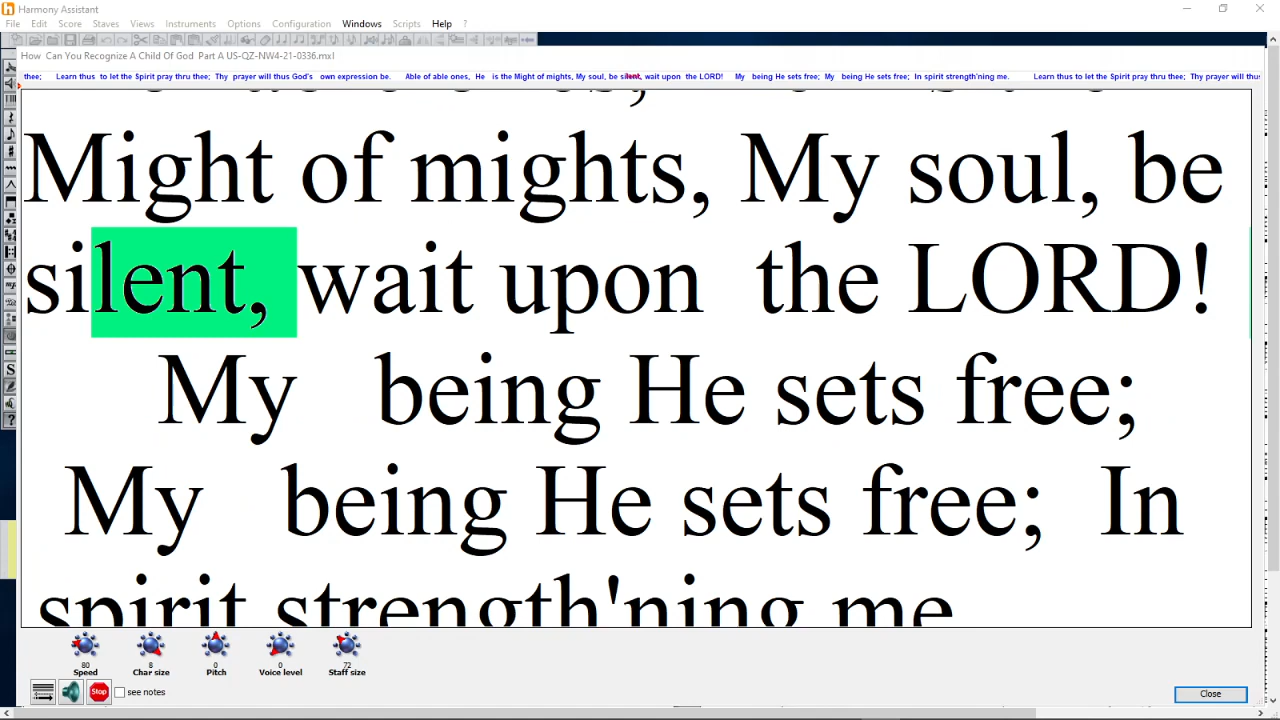 Harmony Assistant
File Edit Score Staves Views Instruments Options Configuration Windows Scripts Help ?
How Can You Recognize A Child Of God Part A US-QZ-NW4-21-0336.mxl
thee; Learn thus to let the Spirit pray thru thee; Thy prayer will thus God's own expression be. Able of able ones, He is the Might of mights, My soul, be silent, wait upon the LORD! My being He sets free; My being He sets free; In spirit strength'ning me. Learn thus to let the Spirit pray thru thee; Thy prayer will thus
Might of mights, My soul, be
silent, wait upon the LORD!
My being He sets free;
My being He sets free; In
spirit strength'ning me
80 8 0 0 72
Speed Char size Pitch Voice level Staff size
Stop see notes Close